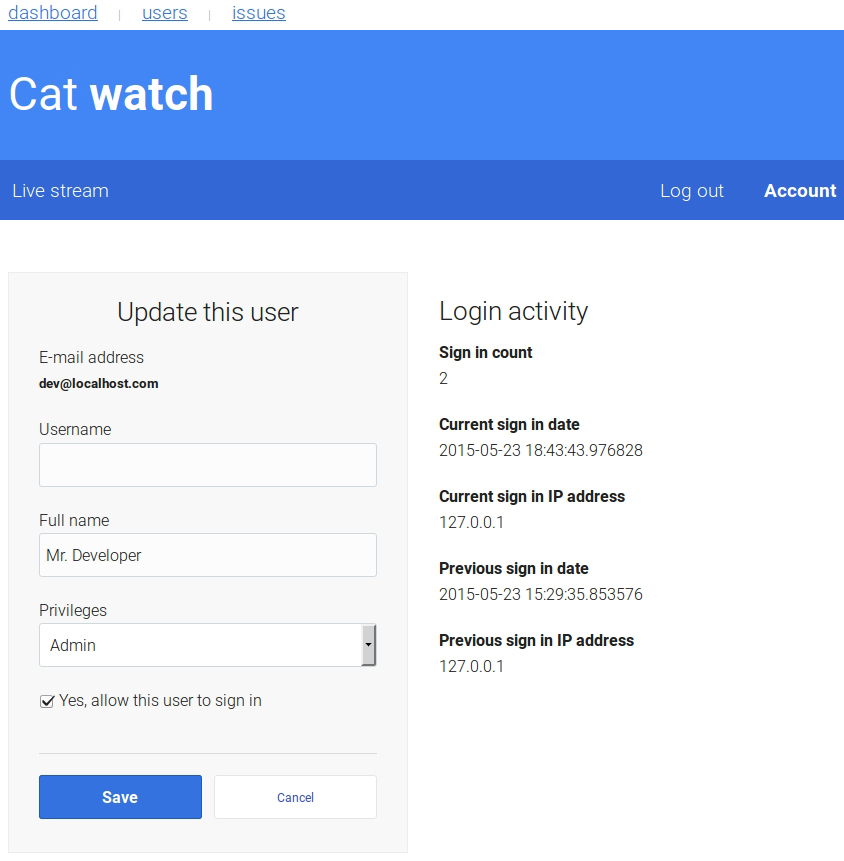 dashboard | users | issues
Cat watch
Live stream Log out Account
Update this user
E-mail address
dev@localhost.com
Username
Full name
Mr. Developer
Privileges
Admin
Yes, allow this user to sign in
Save Cancel
Login activity
Sign in count
2
Current sign in date
2015-05-23 18:43:43.976828
Current sign in IP address
127.0.0.1
Previous sign in date
2015-05-23 15:29:35.853576
Previous sign in IP address
127.0.0.1